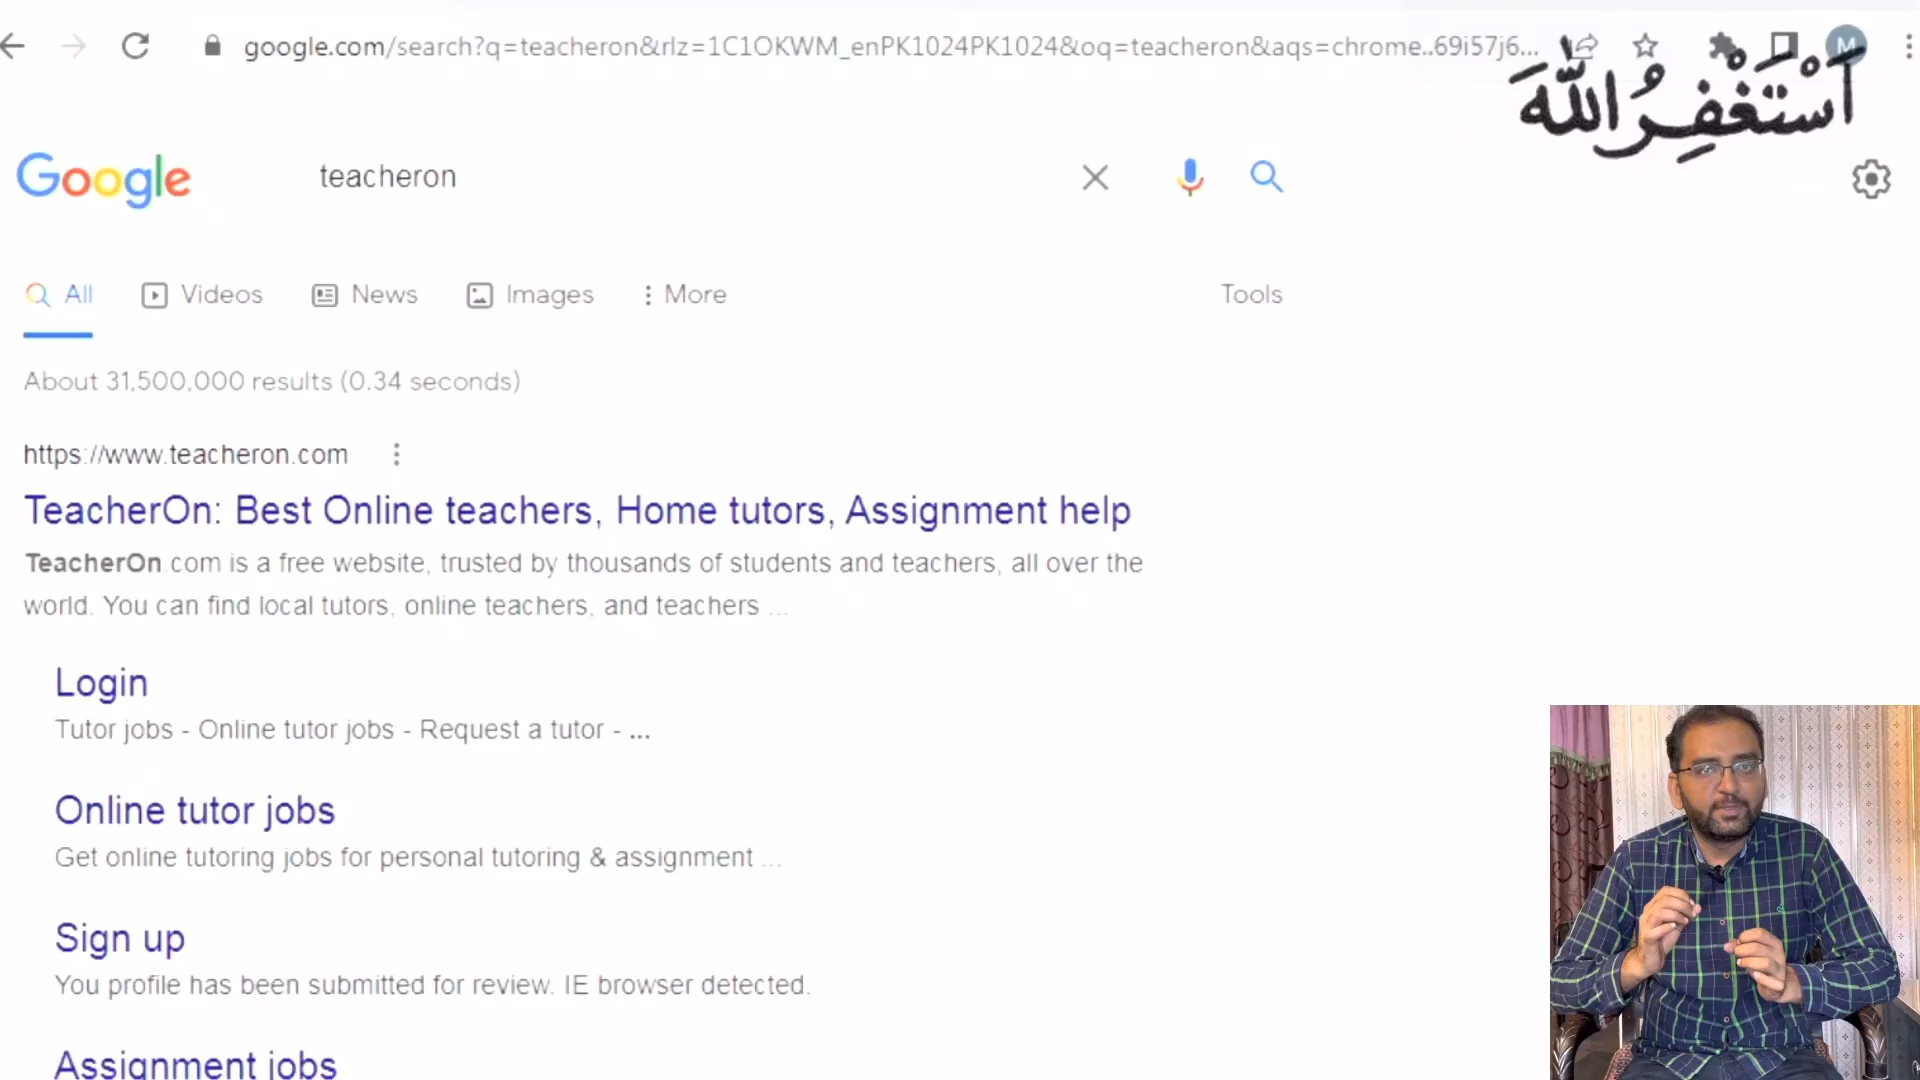 google.com/search?q=teacheron&rlz=1C1OKWM_enPK1024PK1024&oq=teacheron&aqs=chrome..69i57j6...
M
اَسْتَغْفِرُاللّٰهَ
Google
teacheron
All
Videos
News
Images
More
Tools
About 31,500,000 results (0.34 seconds)
https://www.teacheron.com
TeacherOn: Best Online teachers, Home tutors, Assignment help
TeacherOn.com is a free website, trusted by thousands of students and teachers, all over the
world. You can find local tutors, online teachers, and teachers ...
Login
Tutor jobs - Online tutor jobs - Request a tutor - ...
Online tutor jobs
Get online tutoring jobs for personal tutoring & assignment ...
Sign up
You profile has been submitted for review. IE browser detected.
Assignment jobs